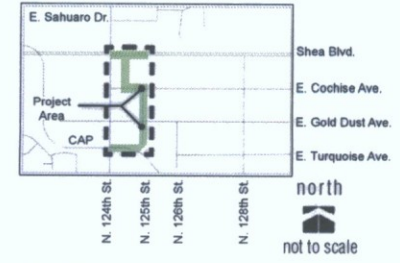 E. Sahuaro Dr.
Shea Blvd.
E. Cochise Ave.
Project
Area
E. Gold Dust Ave.
CAP
E. Turquoise Ave.
N. 124th St.
N. 125th St.
N. 126th St.
N. 128th St.
north
not to scale